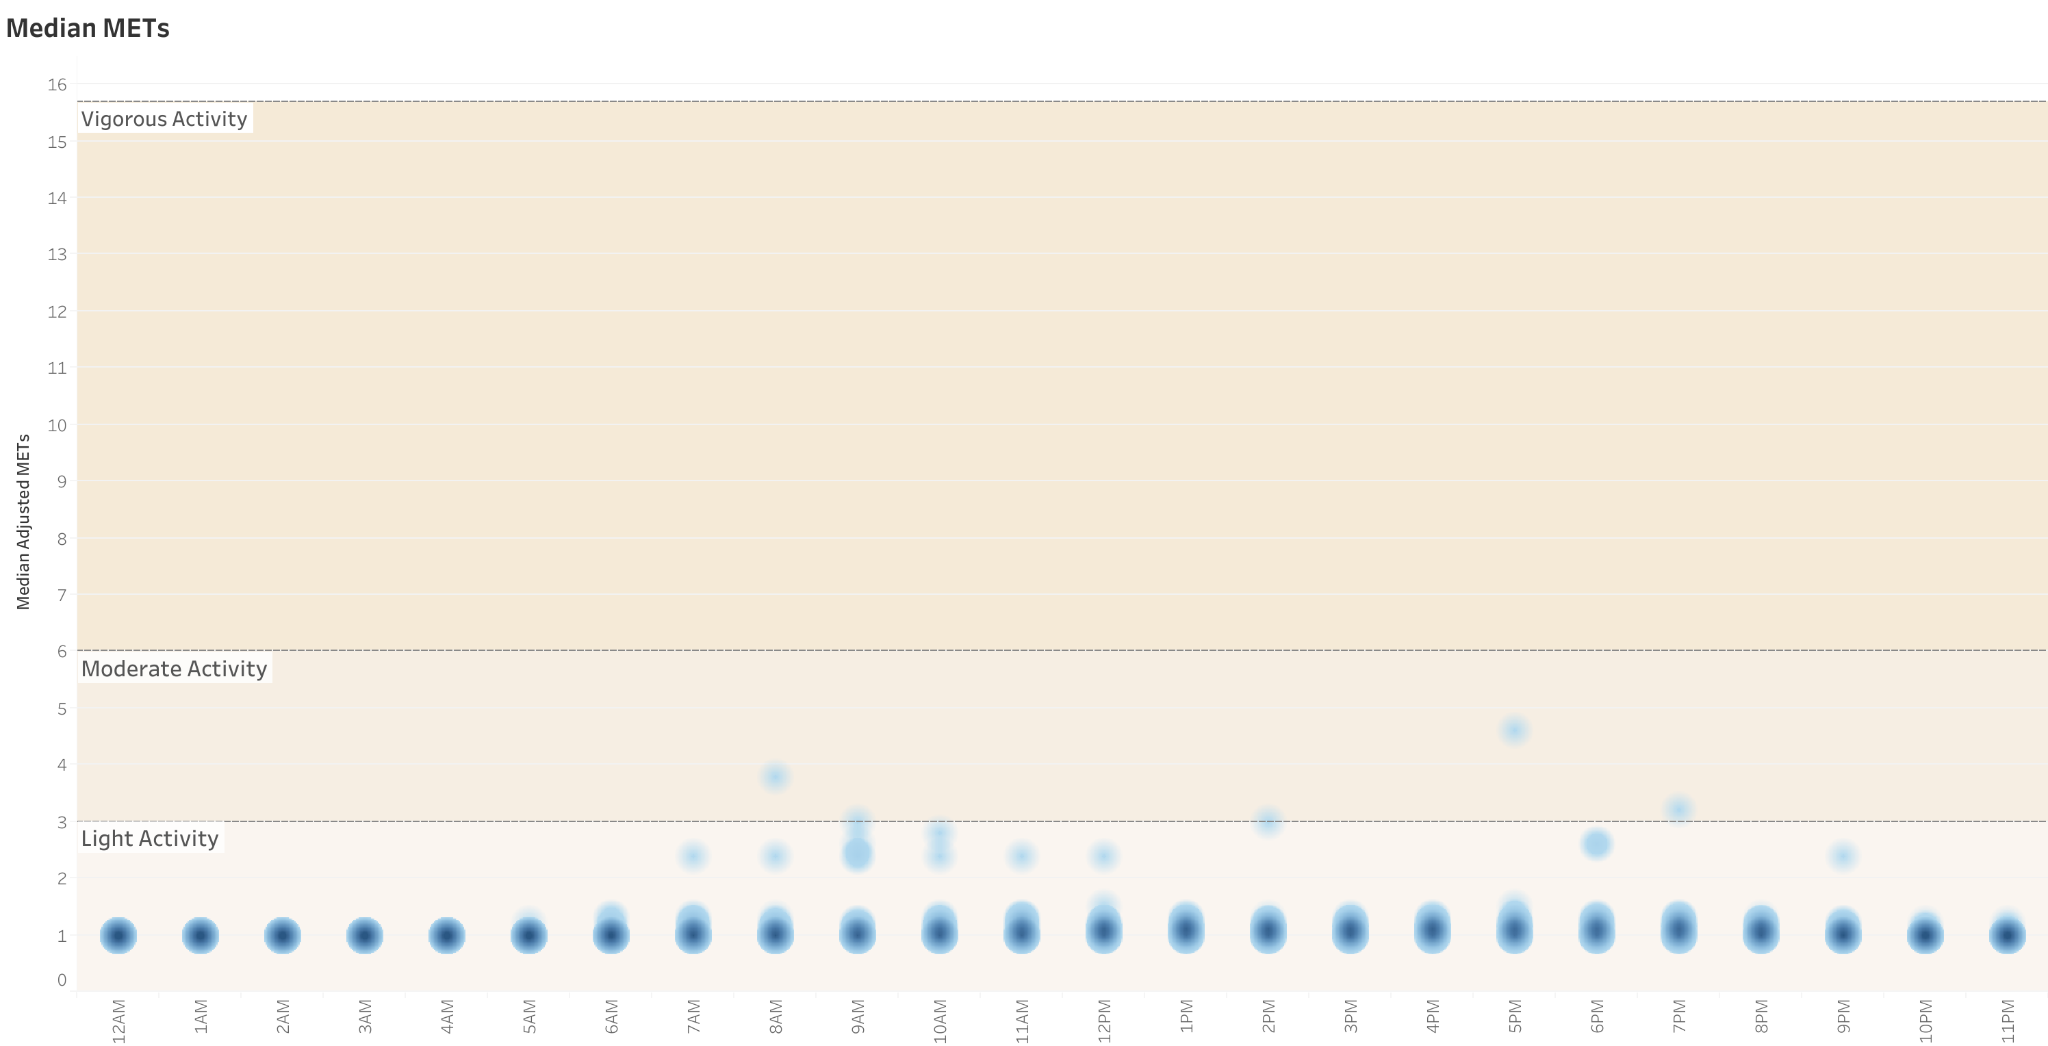 Median METs
16
Vigorous Activity
15
14
13
12
11
10
9
8
7
6
Moderate Activity
5
4
3
Light Activity
2
1
0
Median Adjusted METs
12AM
1AM
2AM
3AM
4AM
5AM
6AM
7AM
8AM
9AM
10AM
11AM
12PM
1PM
2PM
3PM
4PM
5PM
6PM
7PM
8PM
9PM
10PM
11PM